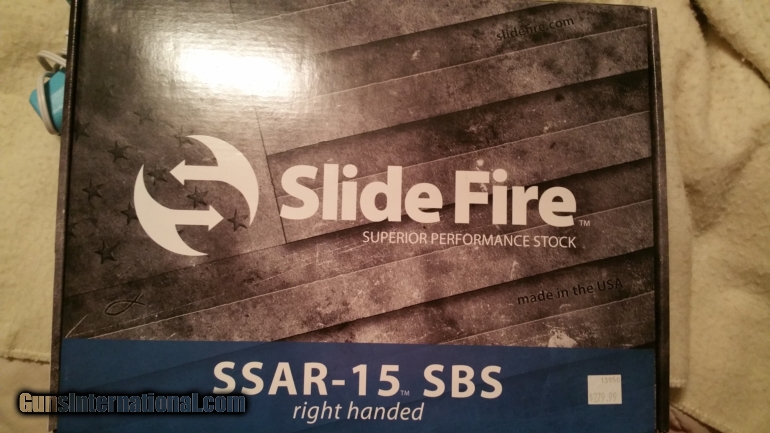 slidefire.com
Slide Fire™
SUPERIOR PERFORMANCE STOCK
made in the USA
SSAR-15™ SBS
right handed
GunsInternational.com